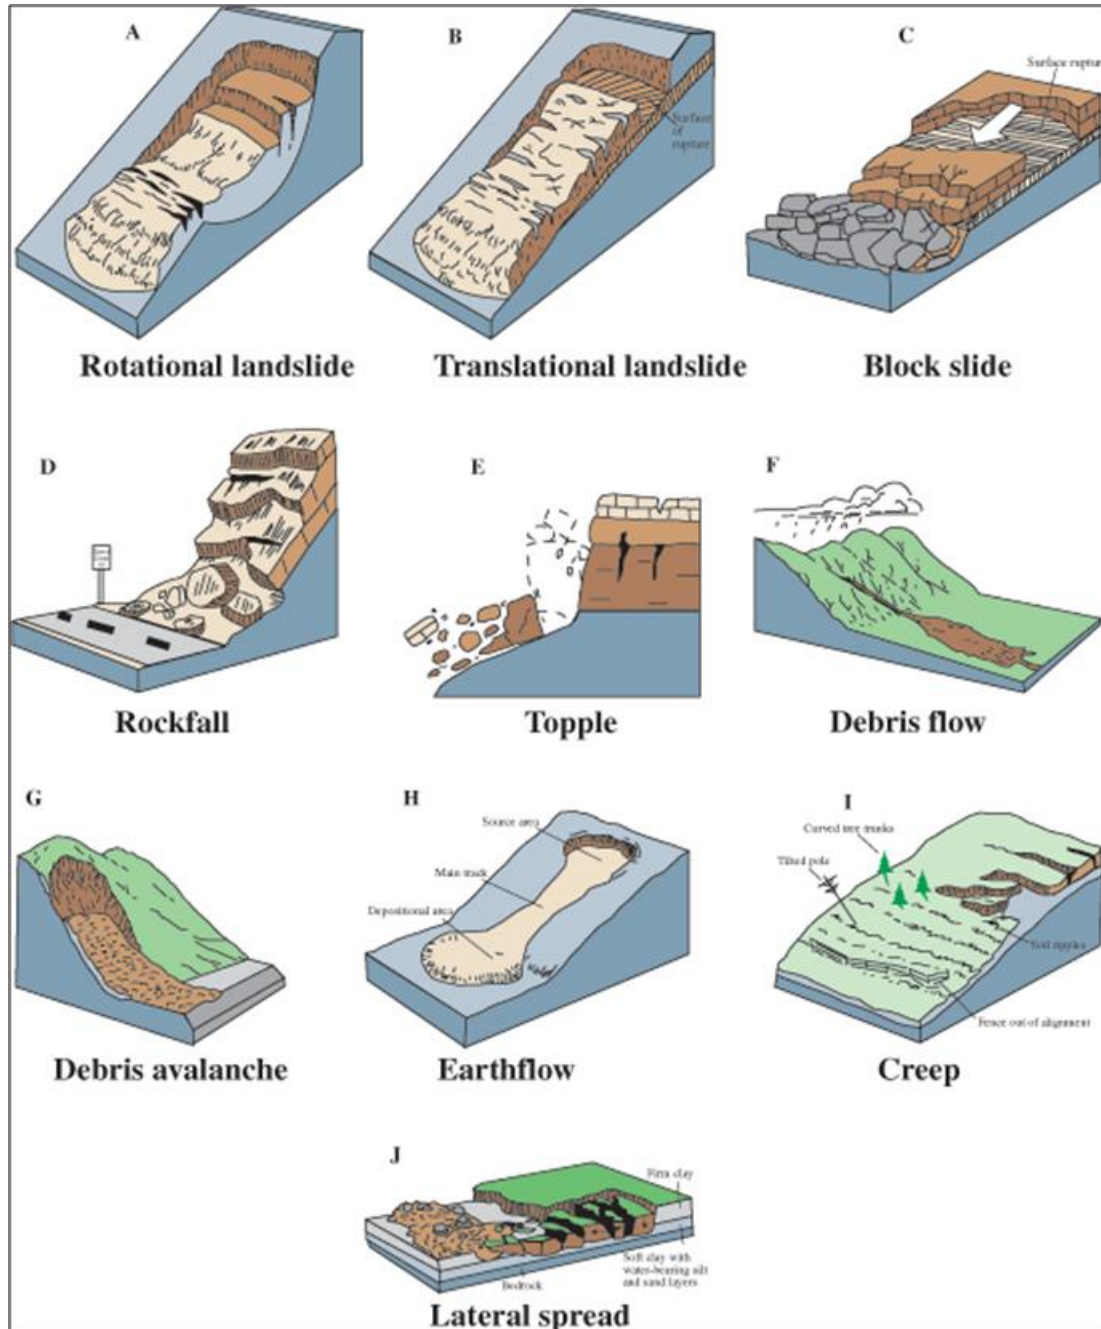 A
B
C
Surface rupture
Surface
of
rupture
Toe
Rotational landslide
Translational landslide
Block slide
D
E
F
Rockfall
Topple
Debris flow
G
H
I
Source area
Main track
Depositional area
Curved tree trunks
Tilted pole
Soil ripples
Fence out of alignment
Debris avalanche
Earthflow
Creep
J
Firm clay
Soft clay with
water-bearing silt
and sand layers
Bedrock
Lateral spread